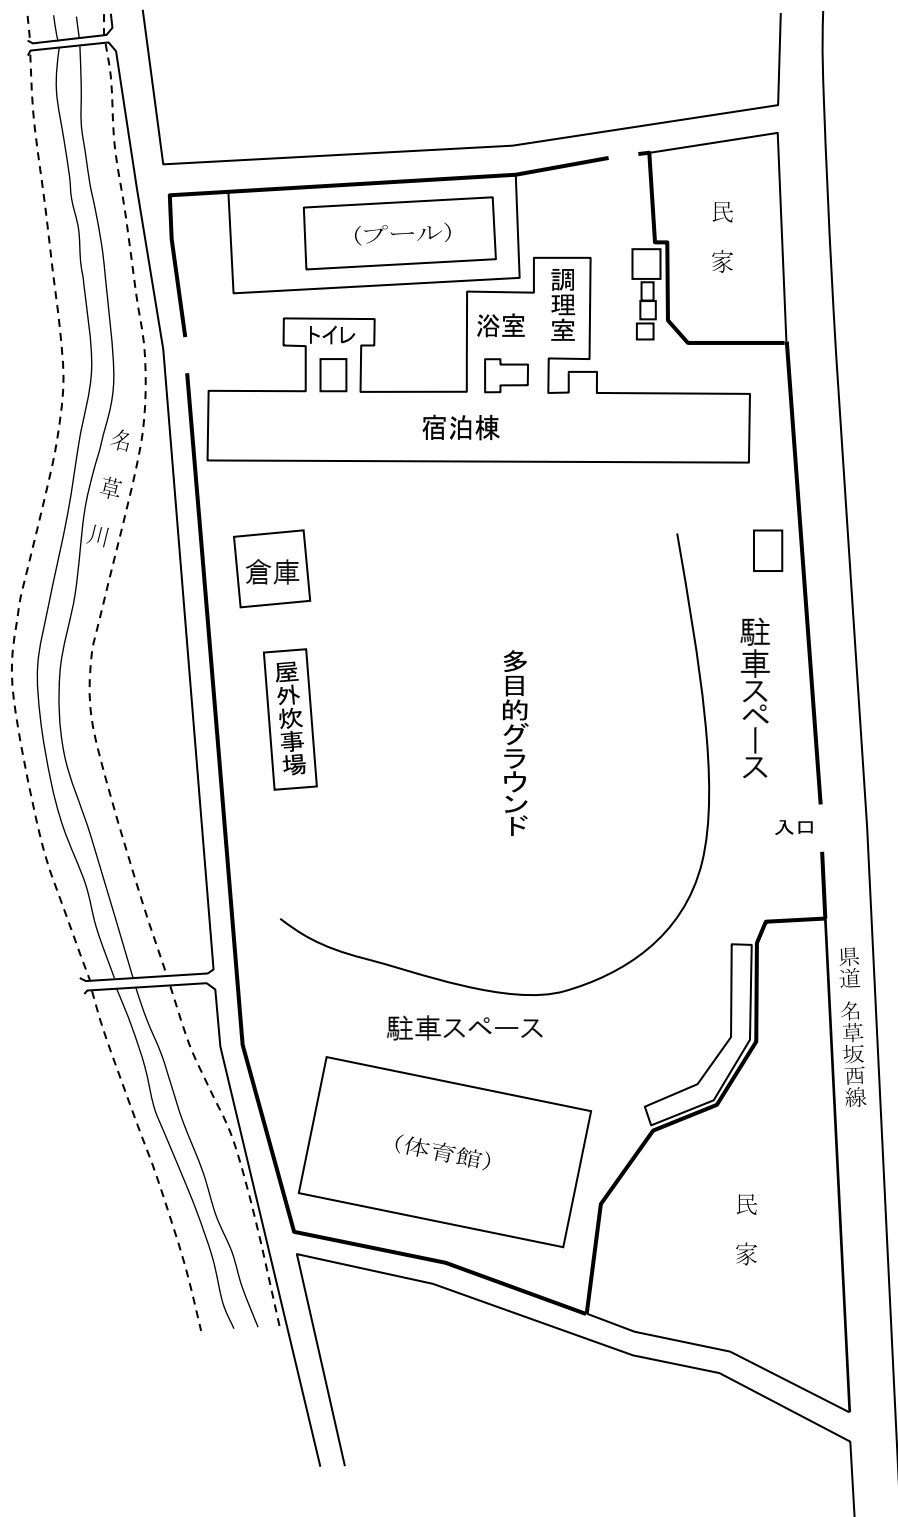 民家
(プール)
調理室
浴室
トイレ
宿泊棟
名草川
倉庫
駐車スペース
屋外炊事場
多目的グラウンド
入口
県道 名草坂西線
駐車スペース
(体育館)
民家